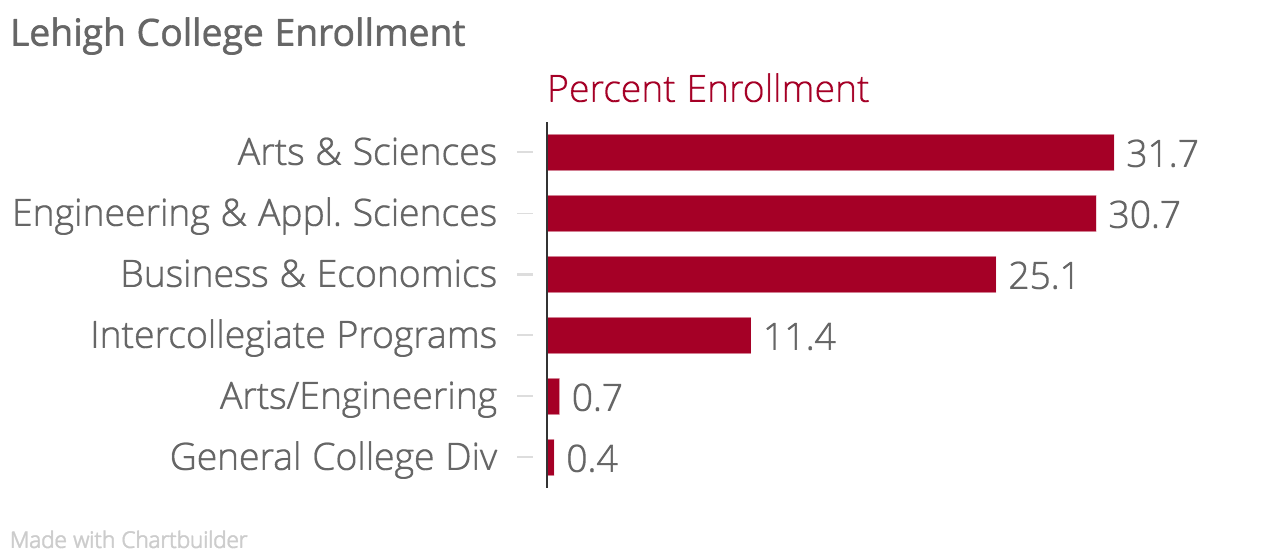 Lehigh College Enrollment
Percent Enrollment
Arts & Sciences 31.7
Engineering & Appl. Sciences 30.7
Business & Economics 25.1
Intercollegiate Programs 11.4
Arts/Engineering 0.7
General College Div 0.4
Made with Chartbuilder